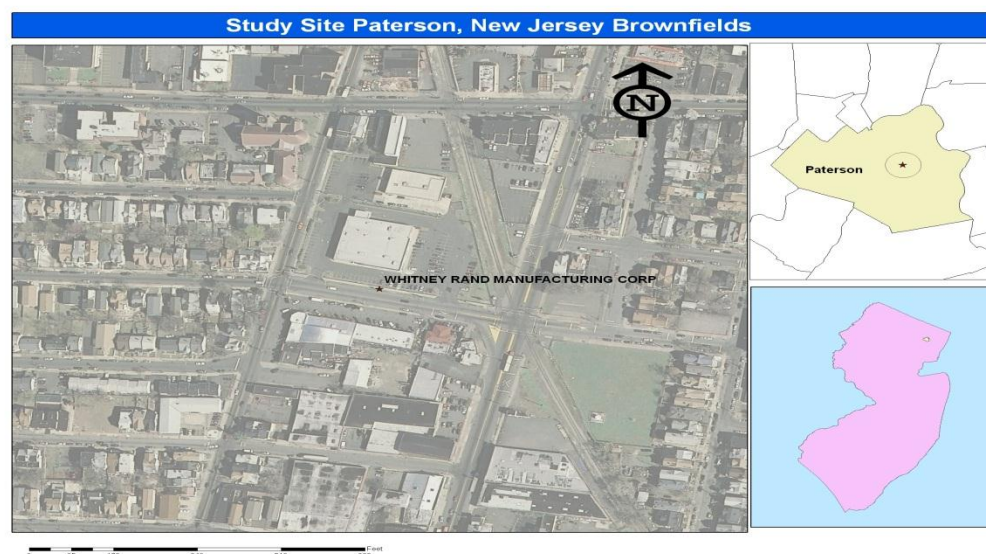 Study Site Paterson, New Jersey Brownfields
N
Paterson
WHITNEY RAND MANUFACTURING CORP
Feet